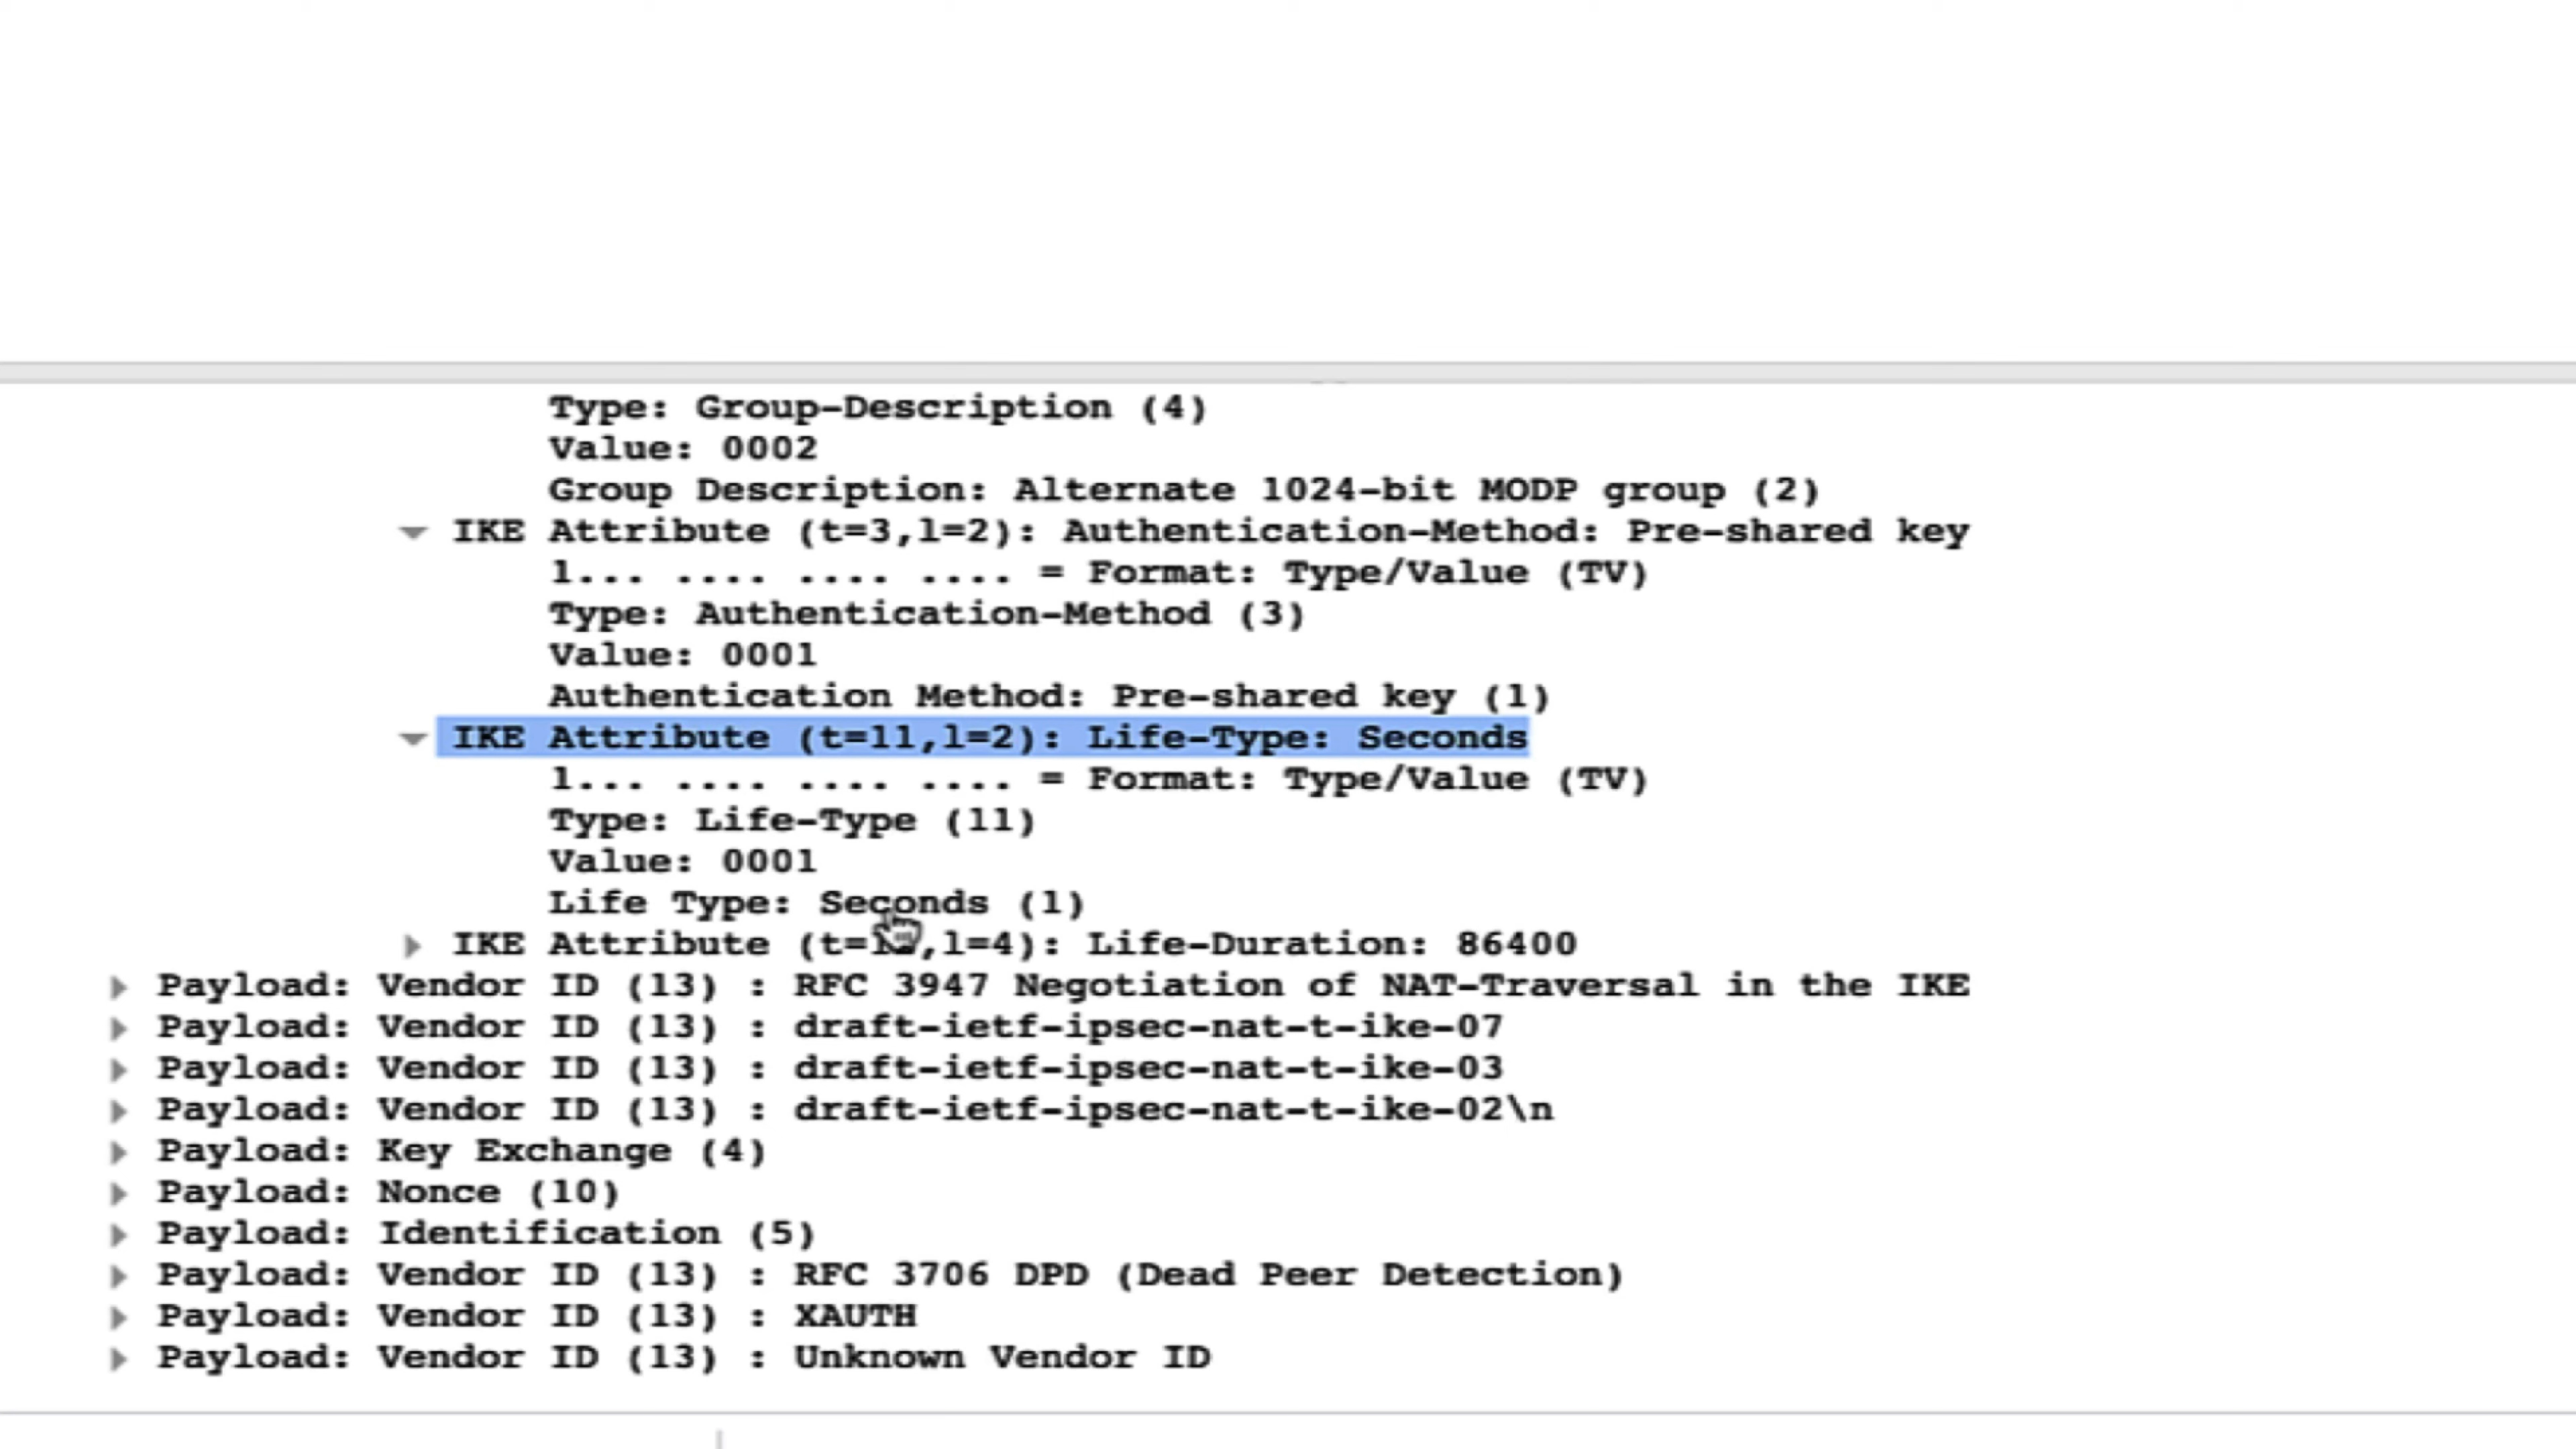 Type: Group-Description (4)
Value: 0002
Group Description: Alternate 1024-bit MODP group (2)
IKE Attribute (t=3,l=2): Authentication-Method: Pre-shared key
1... .... .... .... = Format: Type/Value (TV)
Type: Authentication-Method (3)
Value: 0001
Authentication Method: Pre-shared key (1)
IKE Attribute (t=11,l=2): Life-Type: Seconds
1... .... .... .... = Format: Type/Value (TV)
Type: Life-Type (11)
Value: 0001
Life Type: Seconds (1)
IKE Attribute ,l=4): Life-Duration: 86400
Payload: Vendor ID (13) : RFC 3947 Negotiation of NAT-Traversal in the IKE
Payload: Vendor ID (13) : draft-ietf-ipsec-nat-t-ike-07
Payload: Vendor ID (13) : draft-ietf-ipsec-nat-t-ike-03
Payload: Vendor ID (13) : draft-ietf-ipsec-nat-t-ike-02\n
Payload: Key Exchange (4)
Payload: Nonce (10)
Payload: Identification (5)
Payload: Vendor ID (13) : RFC 3706 DPD (Dead Peer Detection)
Payload: Vendor ID (13) : XAUTH
Payload: Vendor ID (13) : Unknown Vendor ID